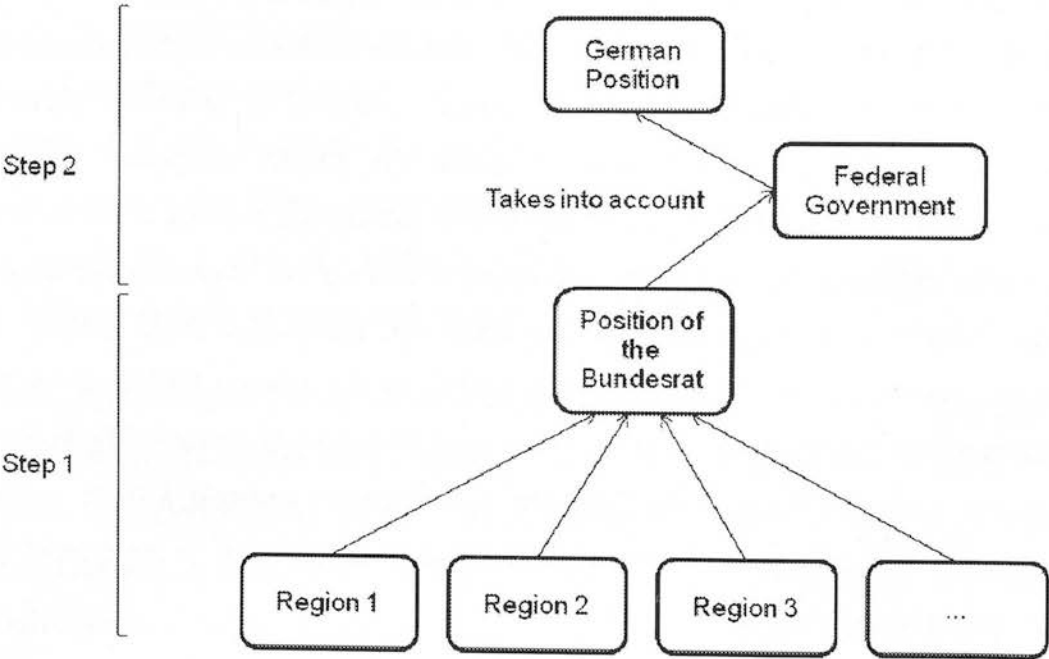 German
Position
Step 2
Federal
Government
Takes into account
Position of
the
Bundesrat
Step 1
Region 1
Region 2
Region 3
...